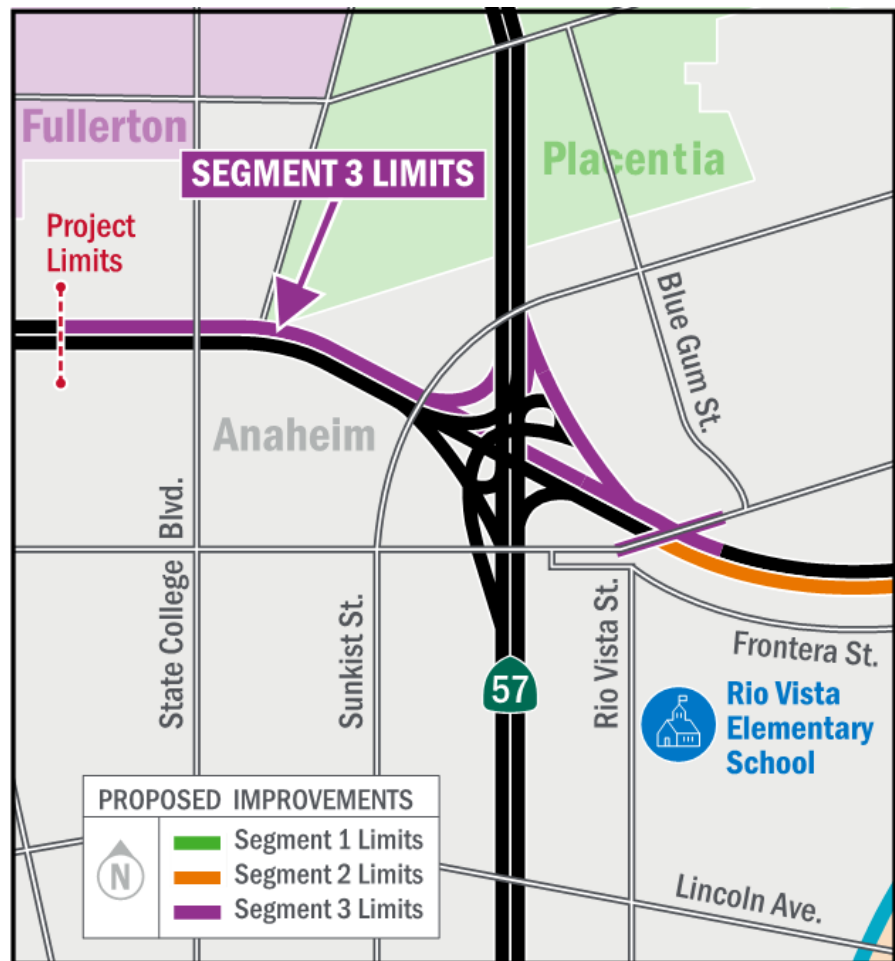 Fullerton
Placentia
SEGMENT 3 LIMITS
Project
Limits
Blue Gum St.
Anaheim
State College Blvd.
Sunkist St.
Rio Vista St.
Frontera St.
57
Rio Vista
Elementary
School
PROPOSED IMPROVEMENTS
N
Segment 1 Limits
Segment 2 Limits
Segment 3 Limits
Lincoln Ave.